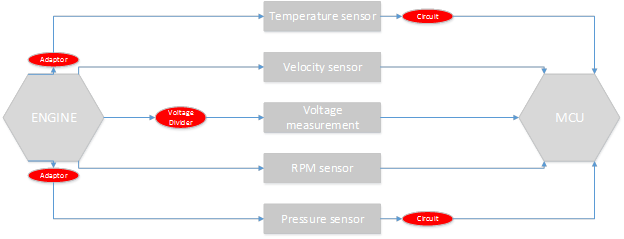 Temperature sensor
Circuit
Adaptor
Velocity sensor
ENGINE
Voltage
Divider
Voltage
measurement
MCU
RPM sensor
Adaptor
Pressure sensor
Circuit